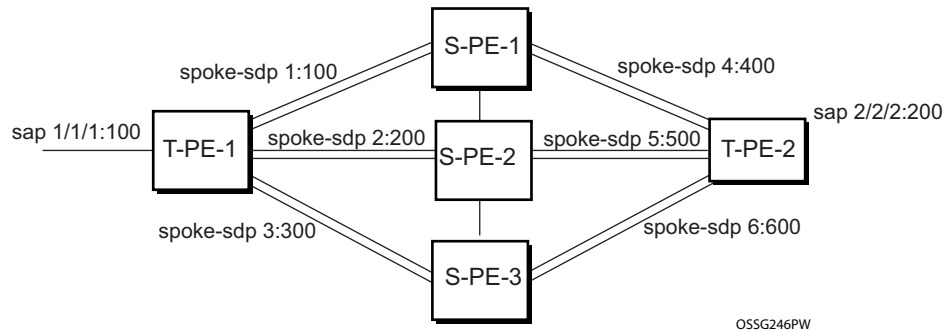 S-PE-1
spoke-sdp 1:100
spoke-sdp 4:400
sap 1/1/1:100
sap 2/2/2:200
T-PE-1
spoke-sdp 2:200
S-PE-2
spoke-sdp 5:500
T-PE-2
spoke-sdp 3:300
spoke-sdp 6:600
S-PE-3
OSSG246PW